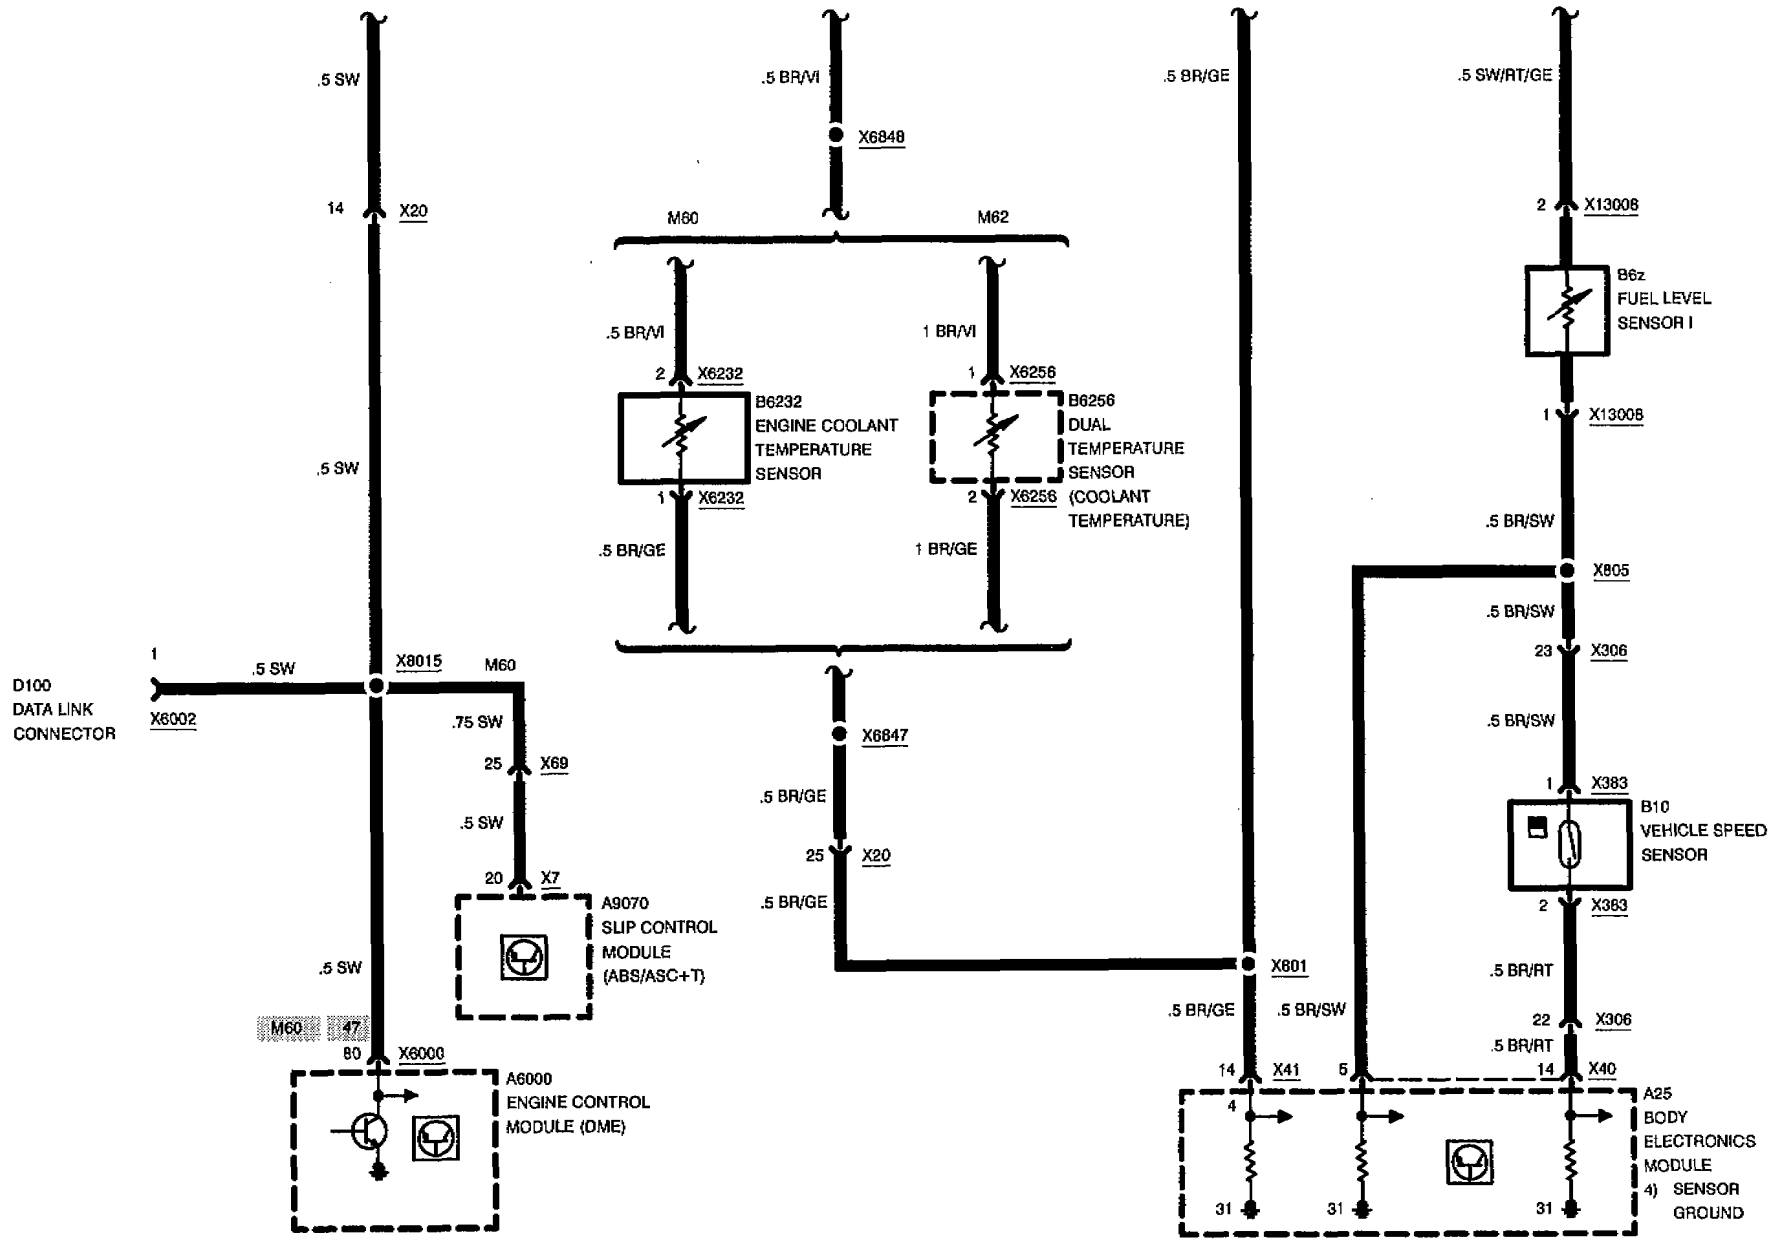 .5 SW
.5 BR/VI
.5 BR/GE
.5 SW/RT/GE
X6848
14
X20
M60
M62
2
X13008
B6z
FUEL LEVEL
SENSOR I
.5 BR/VI
1 BR/VI
2
X6232
1
X6256
B6232
ENGINE COOLANT
TEMPERATURE
SENSOR
B6256
DUAL
TEMPERATURE
SENSOR
(COOLANT
TEMPERATURE)
1
X13008
.5 SW
1
X6232
2
X6256
.5 BR/GE
1 BR/GE
.5 BR/SW
X805
.5 BR/SW
23
X306
1
.5 SW
X8015
M60
D100
DATA LINK
CONNECTOR
X6002
.75 SW
25
X69
X6847
.5 BR/SW
.5 BR/GE
1
X383
B10
VEHICLE SPEED
SENSOR
.5 SW
25
X20
20
X7
.5 BR/GE
2
X383
A9070
SLIP CONTROL
MODULE
(ABS/ASC+T)
.5 SW
X801
.5 BR/RT
.5 BR/GE
.5 BR/SW
22
X306
M60
47
.5 BR/RT
80
X6000
14
X41
5
14
X40
A6000
ENGINE CONTROL
MODULE (DME)
4
A25
BODY
ELECTRONICS
MODULE
4) SENSOR
GROUND
31
31
31